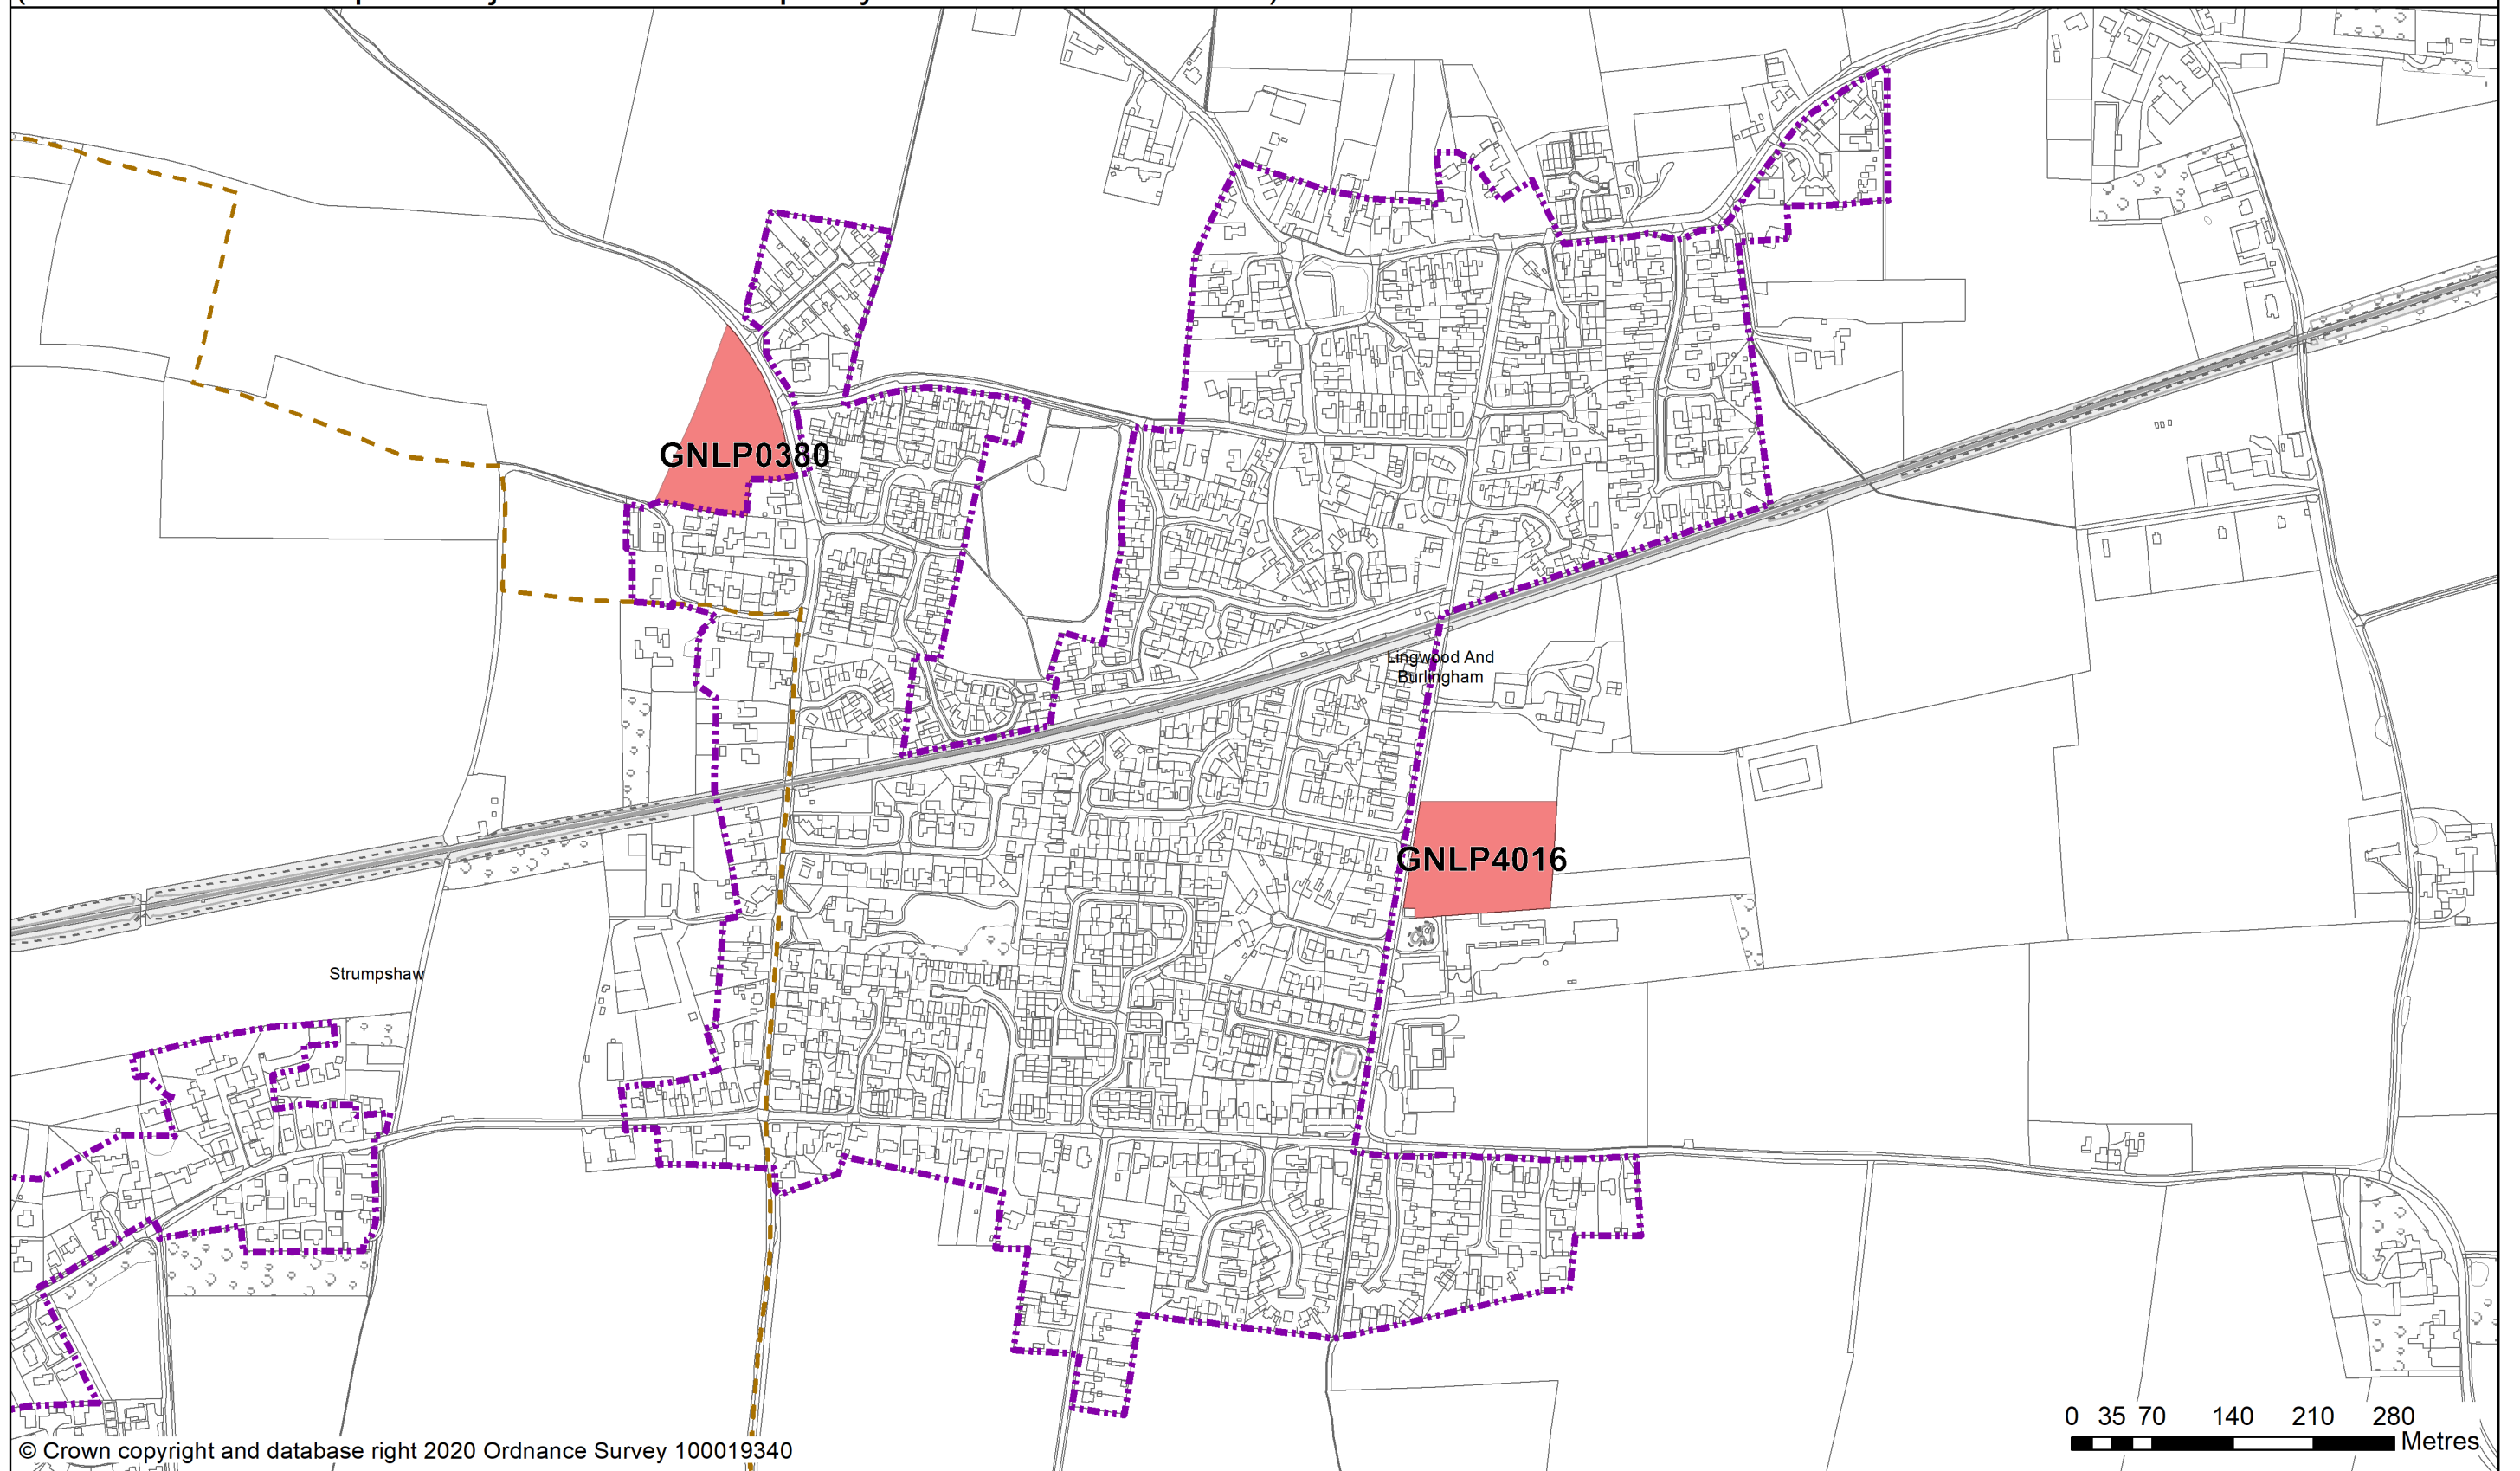 GNLP0380
Lingwood And
Burlingham
GNLP4016
Strumpshaw
0 35 70 140 210 280
Metres
© Crown copyright and database right 2020 Ordnance Survey 100019340